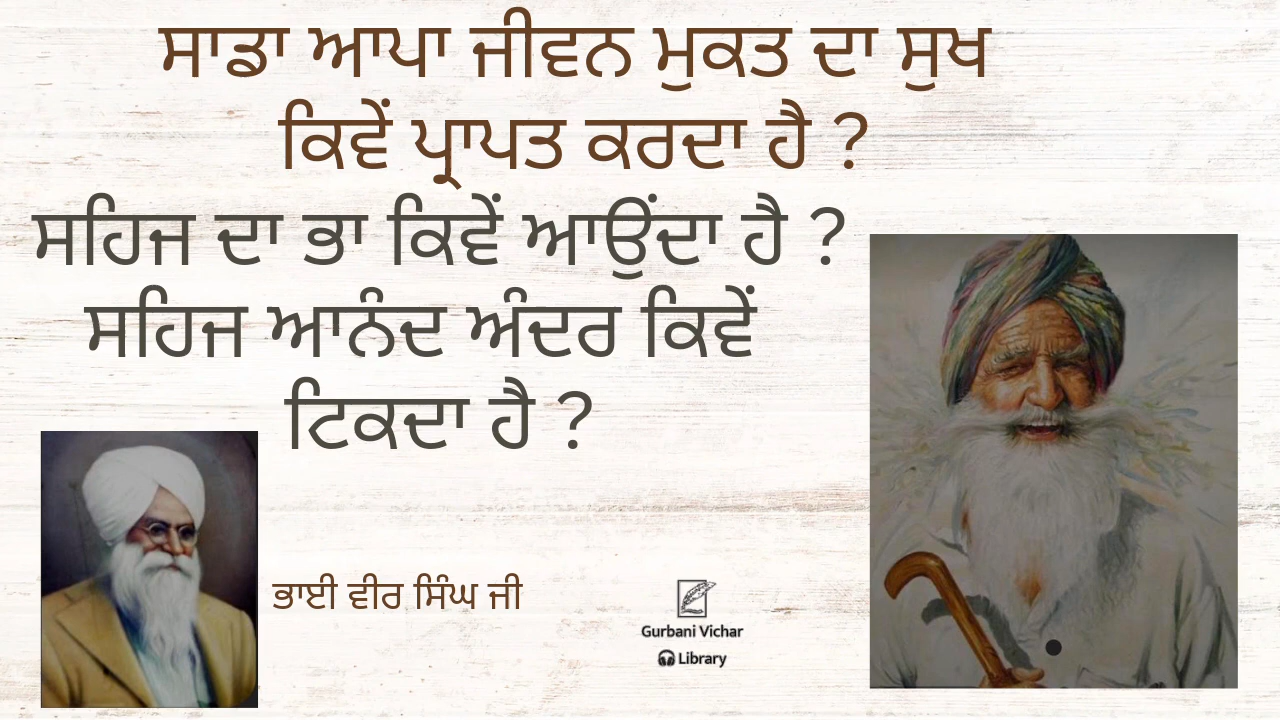 ਸਾਡਾ ਆਪਾ ਜੀਵਨ ਮੁਕਤ ਦਾ ਸੁਖ
ਕਿਵੇਂ ਪ੍ਰਾਪਤ ਕਰਦਾ ਹੈ ?
ਸਹਿਜ ਦਾ ਭਾ ਕਿਵੇਂ ਆਉਂਦਾ ਹੈ ?
ਸਹਿਜ ਆਨੰਦ ਅੰਦਰ ਕਿਵੇਂ
ਟਿਕਦਾ ਹੈ ?
ਭਾਈ ਵੀਰ ਸਿੰਘ ਜੀ
Gurbani Vichar
Library